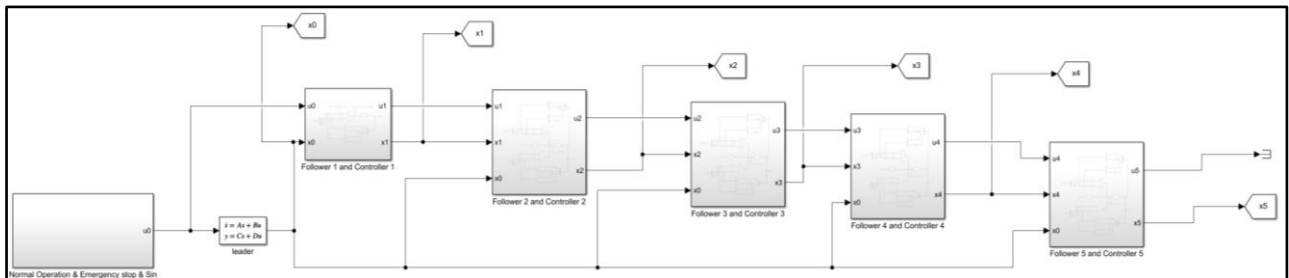 x0
x1
x2
x3
x4
u0
x0
u1
x1
Follower 1 and Controller 1
u1
x1
x0
u2
x2
Follower 2 and Controller 2
u2
x2
x0
u3
x3
Follower 3 and Controller 3
u3
x3
x0
u4
x4
Follower 4 and Controller 4
u4
x4
x0
u5
x5
Follower 5 and Controller 5
x5
u0
Normal Operation & Emergency stop & Sin
ẋ = Ax + Bu
y = Cx + Du
leader